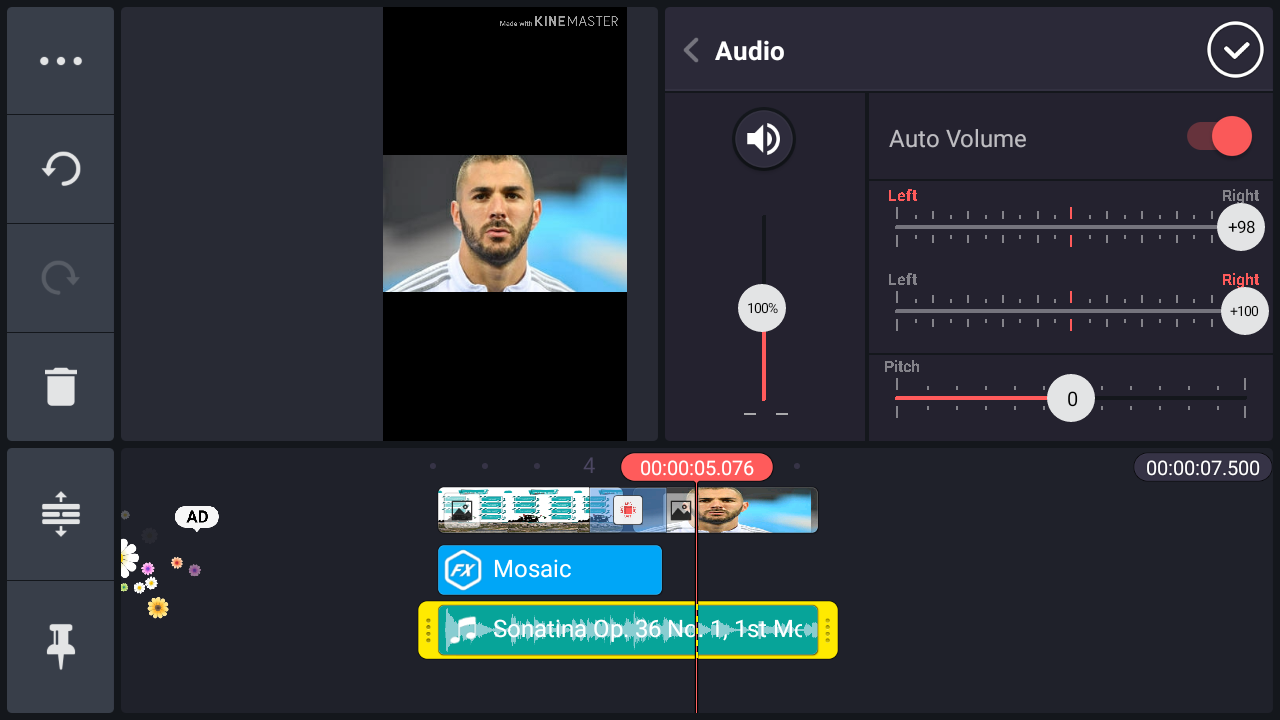 Made with KINEMASTER
Audio
Auto Volume
Left Right
+98
Left Right
+100
100%
Pitch
0
4
00:00:05.076
00:00:07.500
AD
FX Mosaic
Sonatina Op. 36 No. 1, 1st Mo